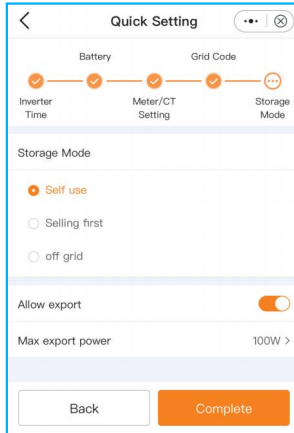 Quick Setting
Battery
Grid Code
Inverter
Time
Meter/CT
Setting
Storage
Mode
Storage Mode
Self use
Selling first
off grid
Allow export
Max export power
100W >
Back
Complete